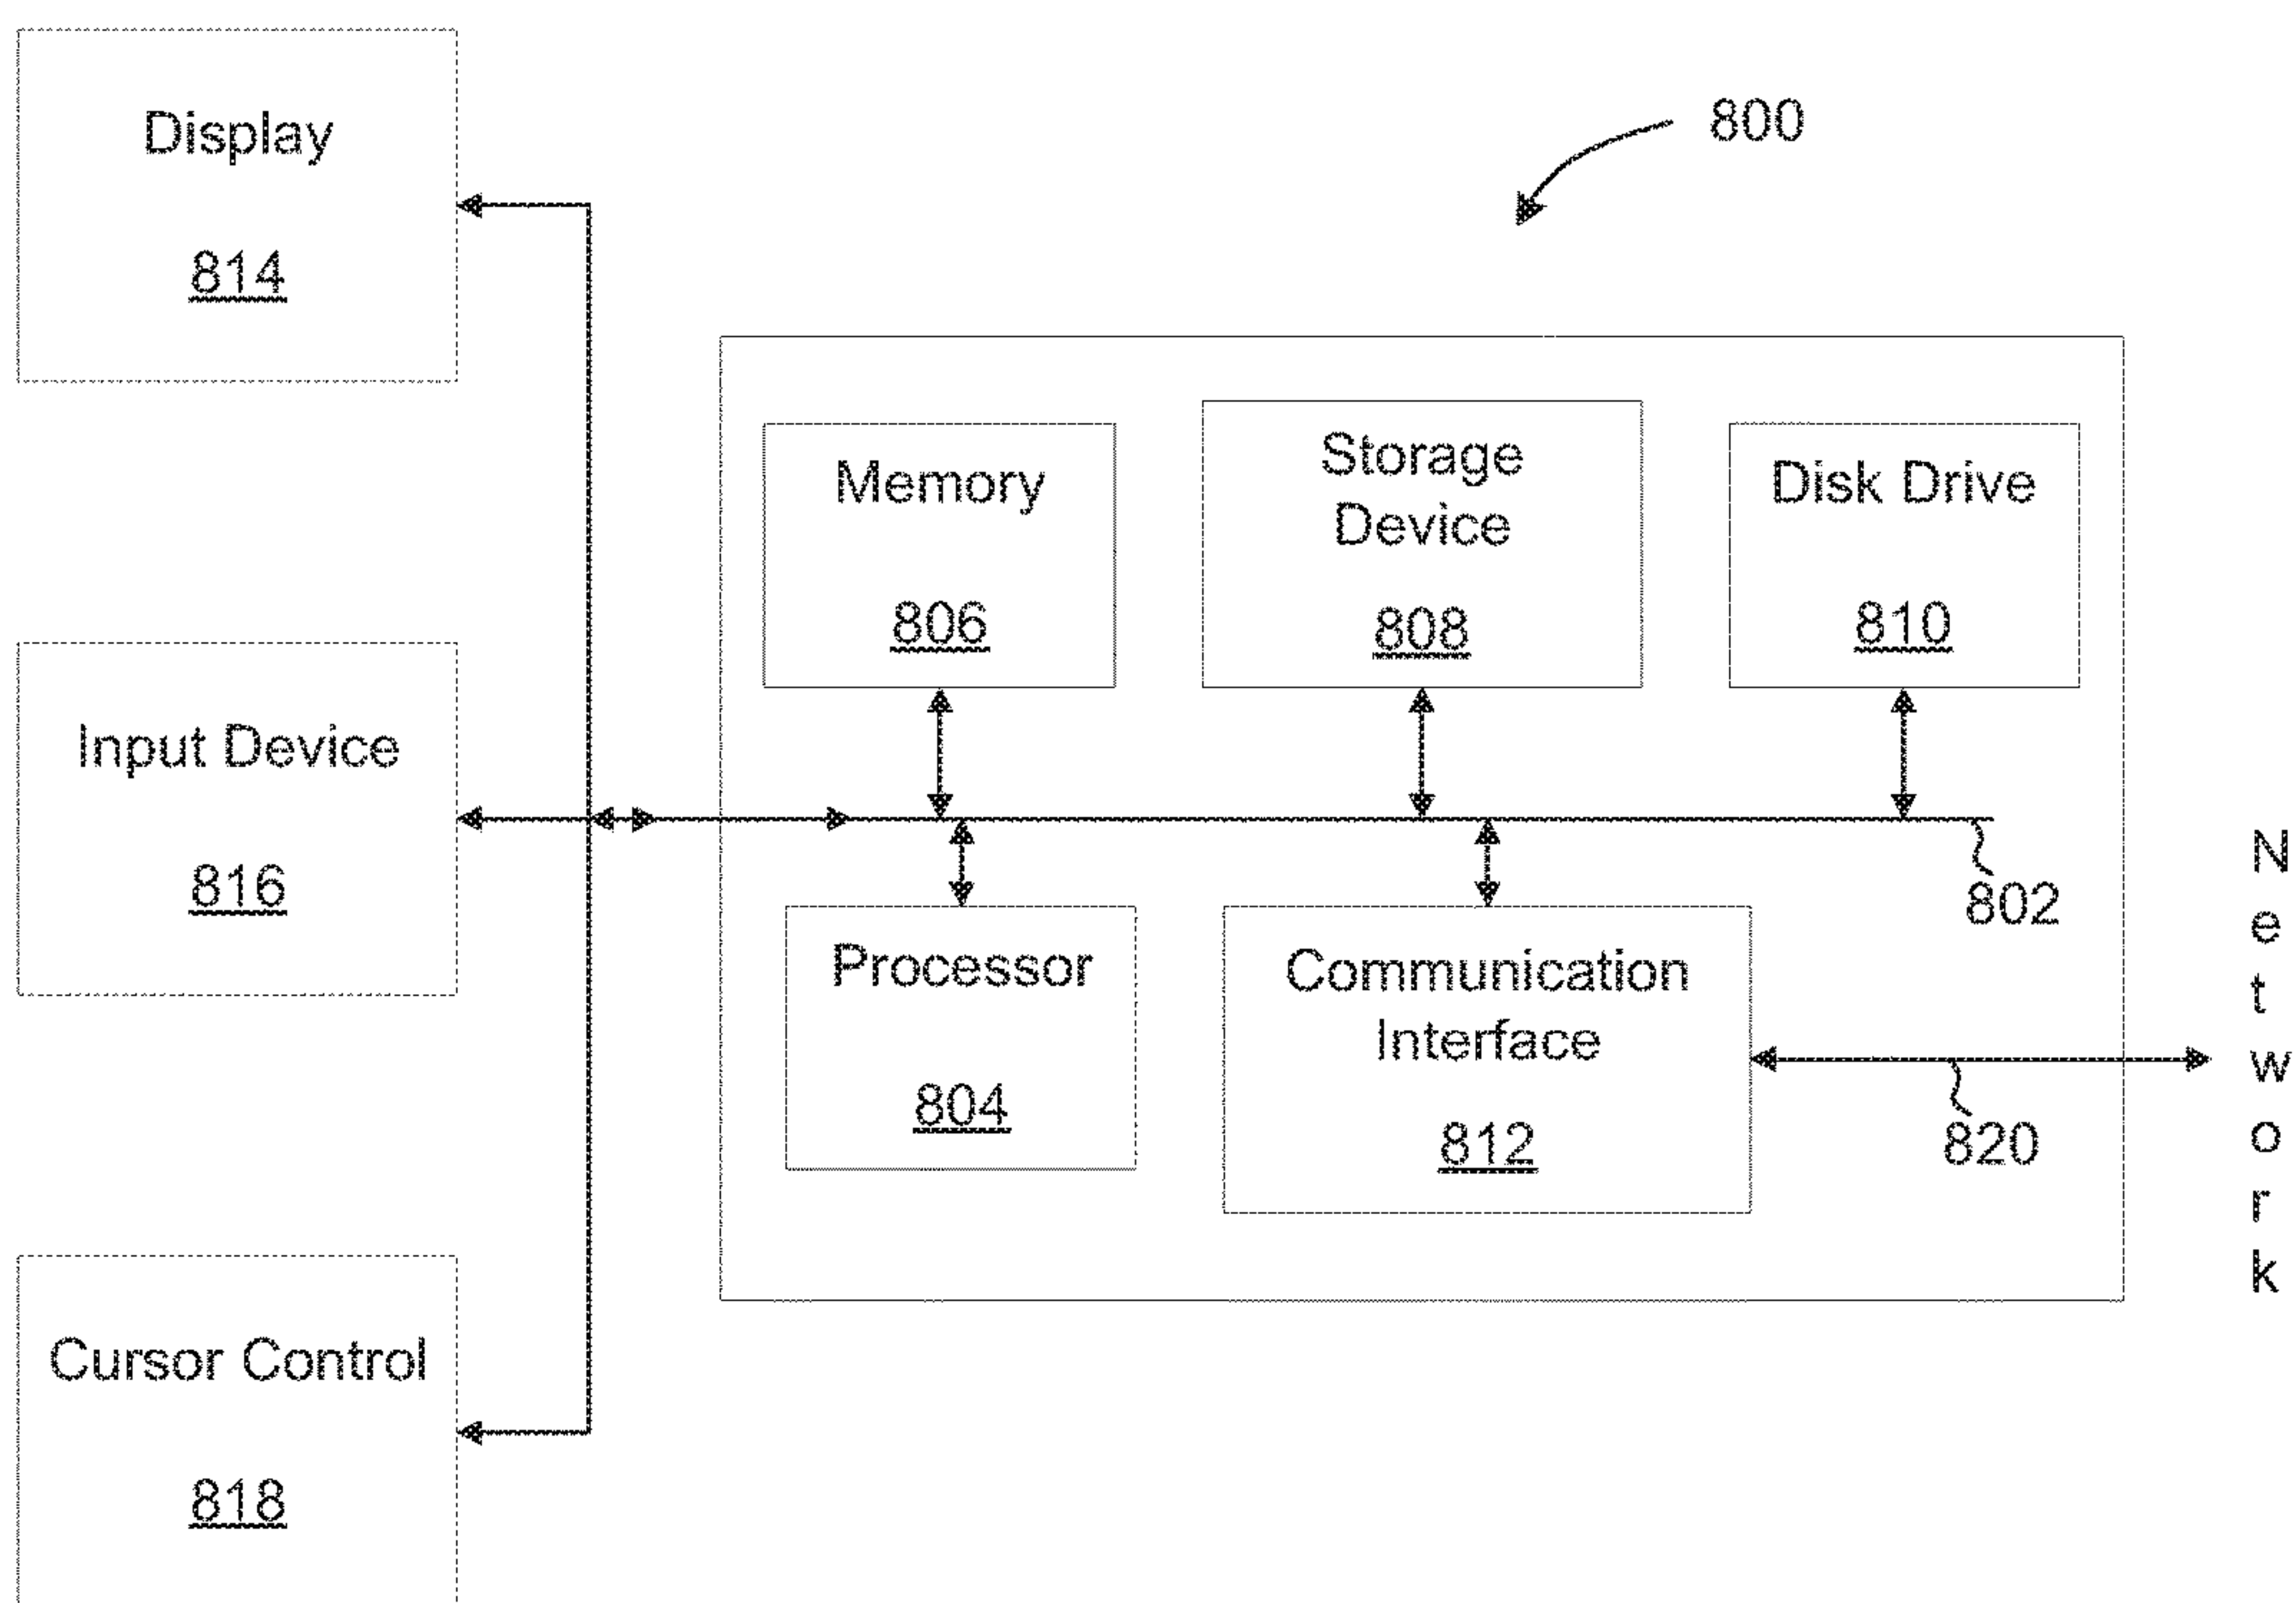 Display
814
800
Memory
806
Storage
Device
808
Disk Drive
810
Input Device
816
802
Processor
804
Communication
Interface
812
820
Network
Cursor Control
818